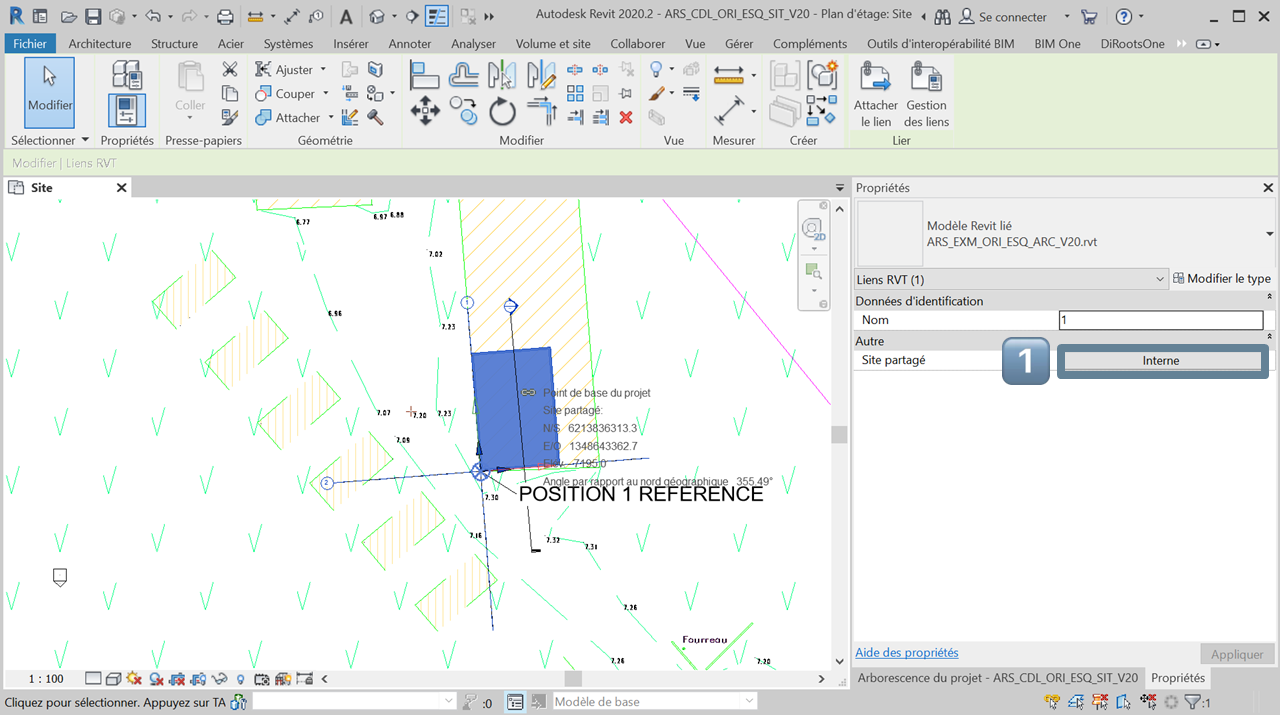 Autodesk Revit 2020.2 - ARS_CDL_ORI_ESQ_SIT_V20 - Plan d'étage: Site
Se connecter
Fichier Architecture Structure Acier Systèmes Insérer Annoter Analyser Volume et site Collaborer Vue Gérer Compléments Outils d'interopérabilité BIM BIM One DiRootsOne
Modifier
Coller
Ajuster
Couper
Attacher
Attacher le lien
Gestion des liens
Sélectionner Propriétés Presse-papiers Géométrie Modifier Vue Mesurer Créer Lier
Modifier | Liens RVT
Site
2D
6.77
6.97
6.88
7.02
6.96
7.23
1
7.07
7.20
7.23
7.09
Point de base du projet
Site partagé:
N/S 6213836313.3
E/O 1348643362.7
Elév. -7195.0
Angle par rapport au nord géographique 355.49°
2
POSITION 1 REFERENCE
7.30
7.16
7.32
7.31
7.26
Fourreau
7.26
7.20
Propriétés
Modèle Revit lié
ARS_EXM_ORI_ESQ_ARC_V20.rvt
Liens RVT (1)
Modifier le type
Données d'identification
Nom 1
Autre
Site partagé 1 Interne
Aide des propriétés
Appliquer
Arborescence du projet - ARS_CDL_ORI_ESQ_SIT_V20 Propriétés
1 : 100
Cliquez pour sélectionner. Appuyez sur TA
:0
Modèle de base
:1